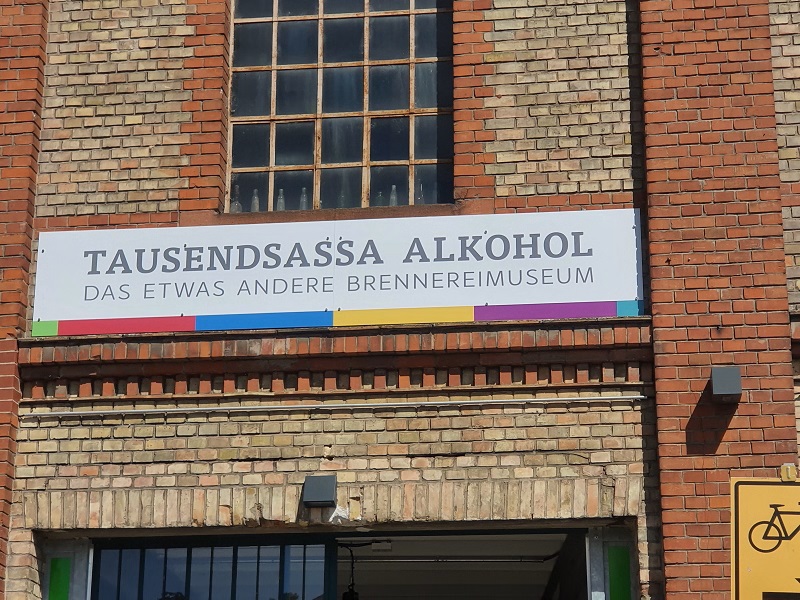 TAUSENDSASSA ALKOHOL
DAS ETWAS ANDERE BRENNEREIMUSEUM